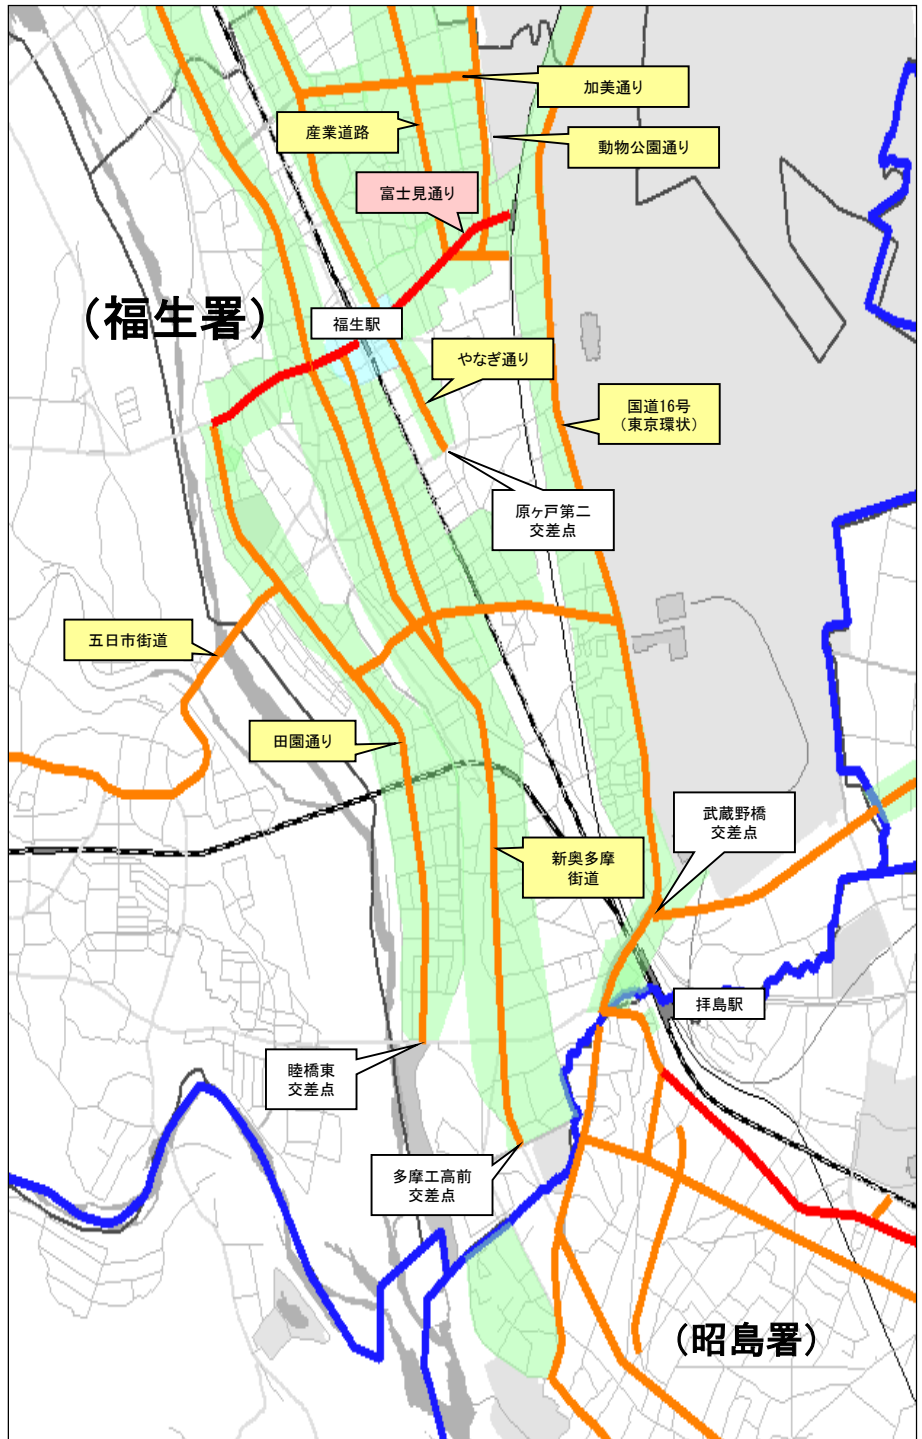 加美通り
産業道路
動物公園通り
富士見通り
(福生署)
福生駅
やなぎ通り
国道16号
(東京環状)
原ヶ戸第二
交差点
五日市街道
田園通り
武蔵野橋
交差点
新奥多摩
街道
拝島駅
睦橋東
交差点
多摩工高前
交差点
(昭島署)